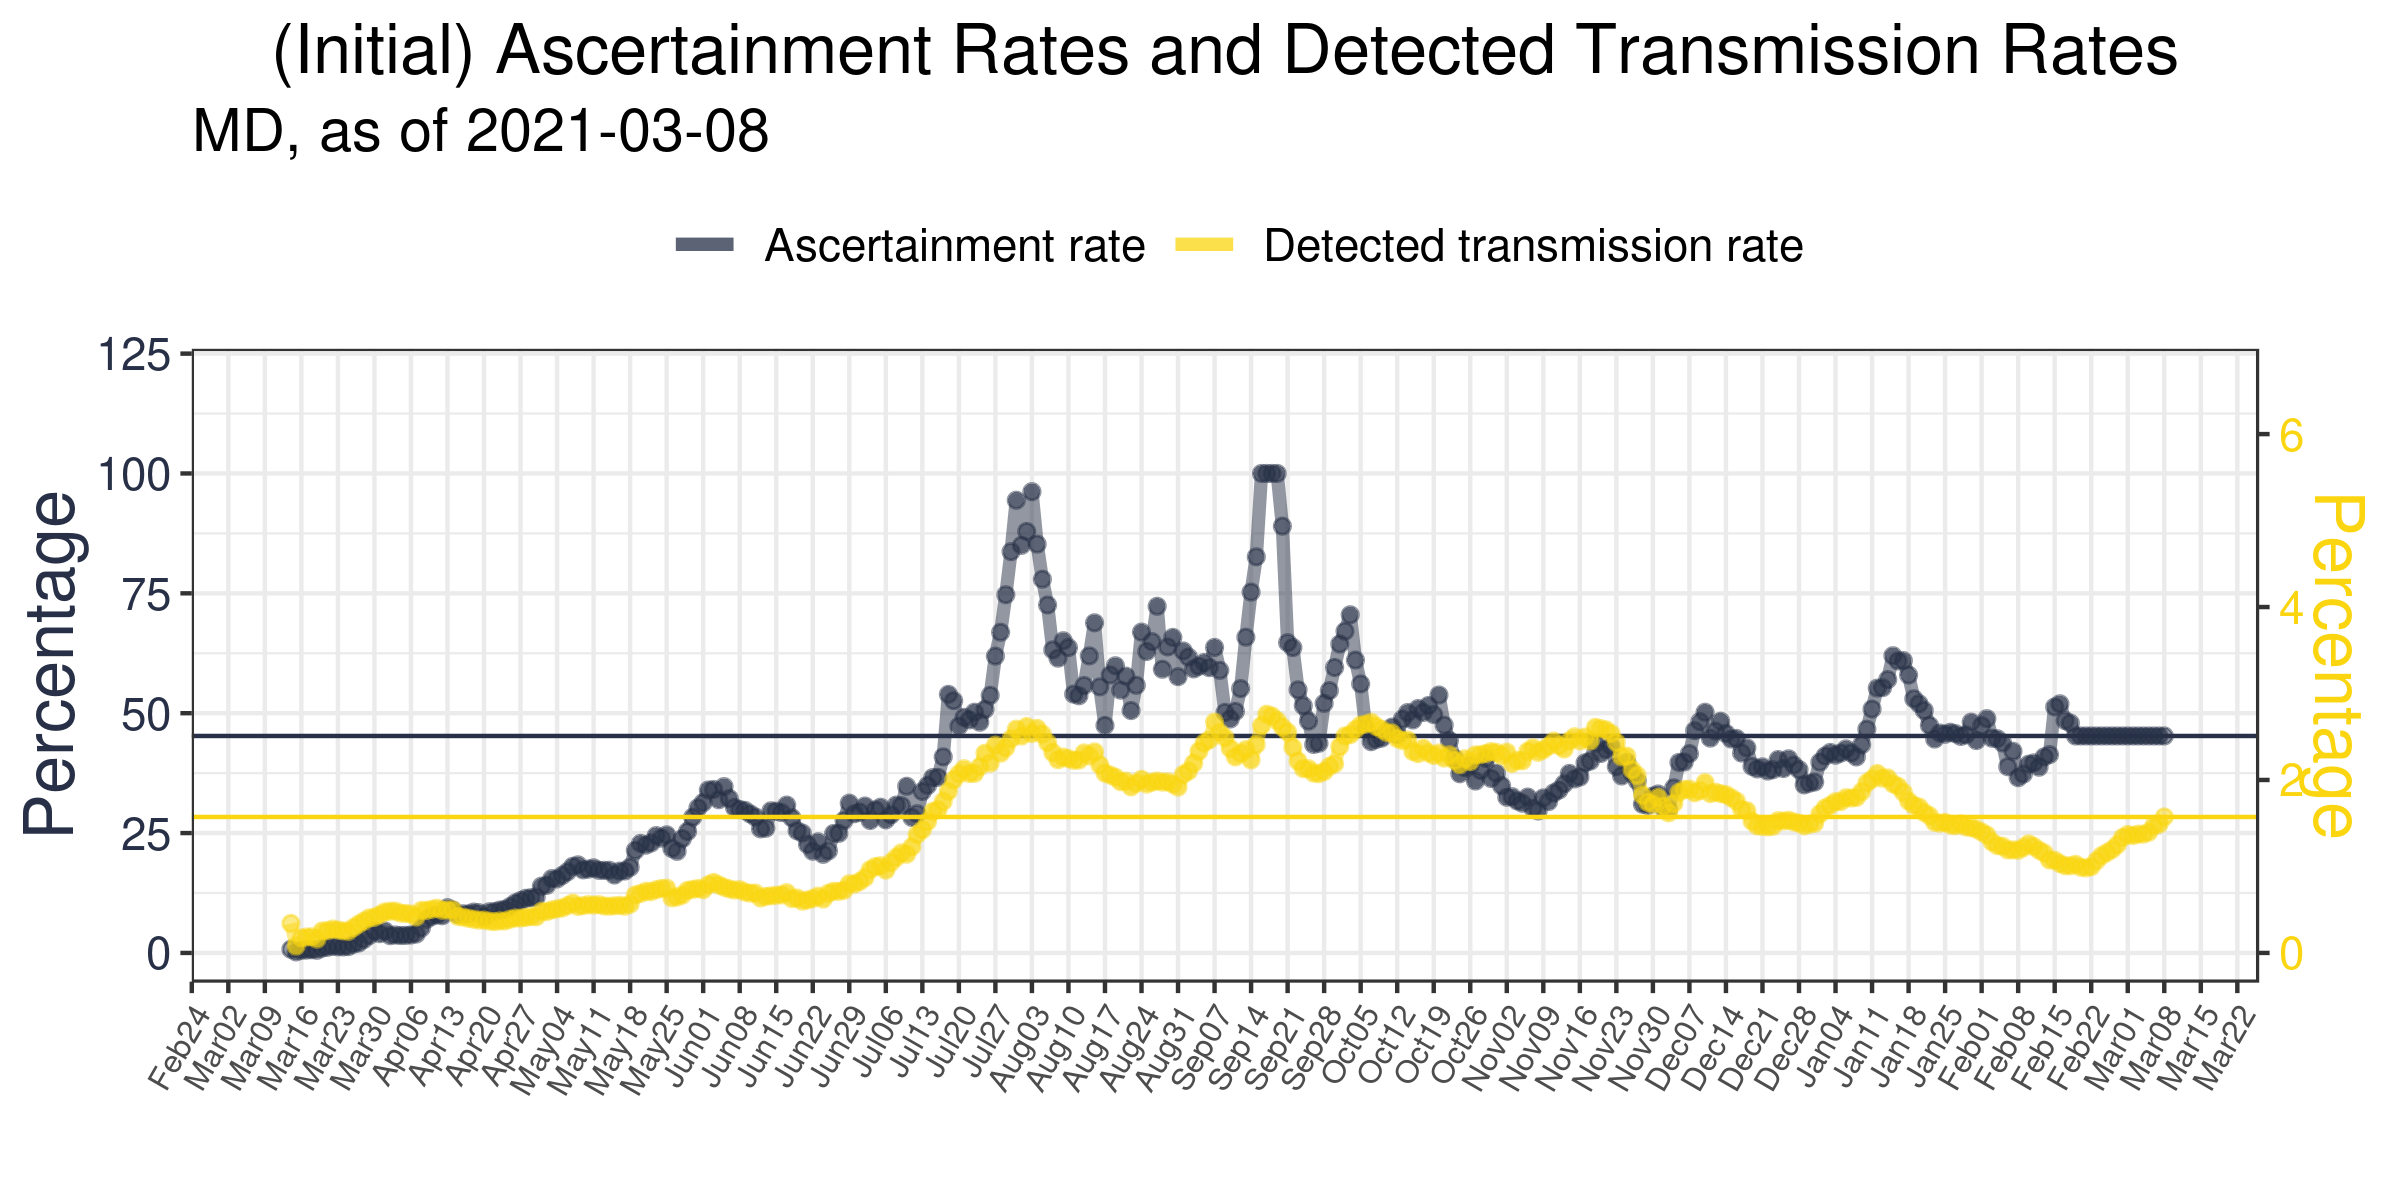 (Initial) Ascertainment Rates and Detected Transmission Rates
MD, as of 2021-03-08
Ascertainment rate Detected transmission rate
125
100
75
50
25
0
Percentage
6
4
2
0
Percentage
Feb24 Mar02 Mar09 Mar16 Mar23 Mar30 Apr06 Apr13 Apr20 Apr27 May04 May11 May18 May25 Jun01 Jun08 Jun15 Jun22 Jun29 Jul06 Jul13 Jul20 Jul27 Aug03 Aug10 Aug17 Aug24 Aug31 Sep07 Sep14 Sep21 Sep28 Oct05 Oct12 Oct19 Oct26 Nov02 Nov09 Nov16 Nov23 Nov30 Dec07 Dec14 Dec21 Dec28 Jan04 Jan11 Jan18 Jan25 Feb01 Feb08 Feb15 Feb22 Mar01 Mar08 Mar15 Mar22